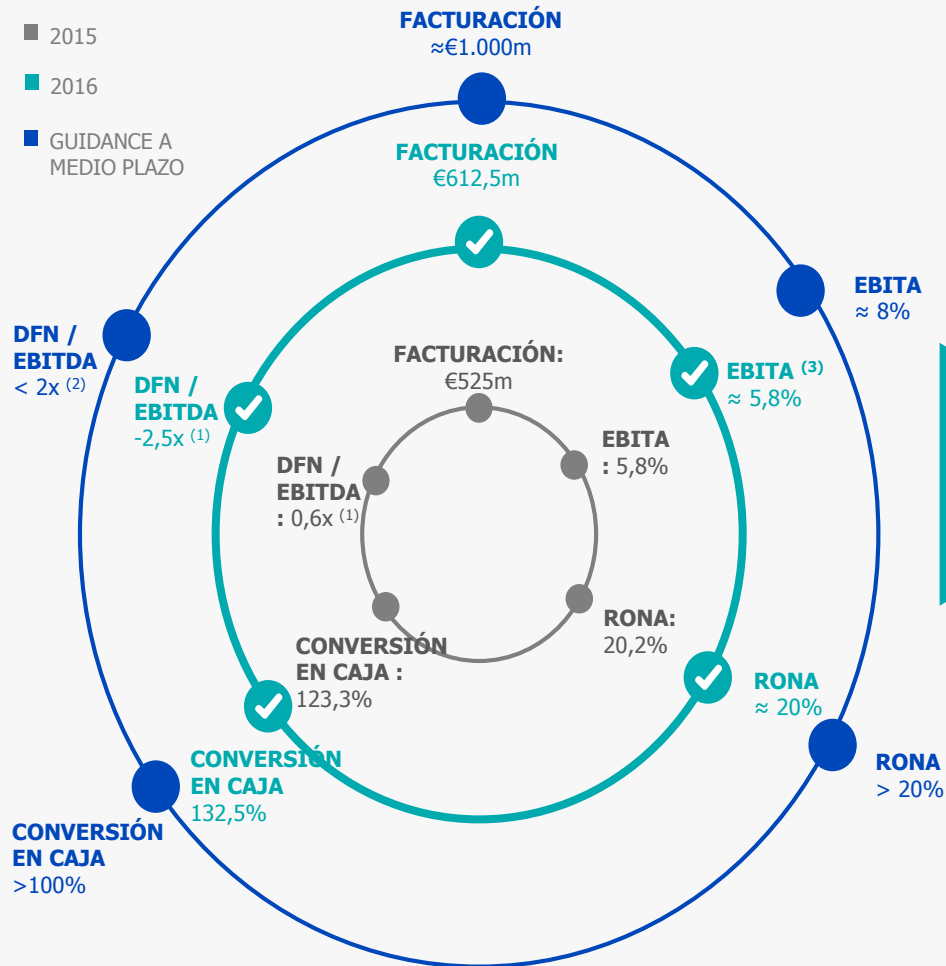 2015
2016
GUIDANCE A
MEDIO PLAZO
FACTURACIÓN
≈€1.000m
FACTURACIÓN
€612,5m
EBITA
≈ 8%
DFN /
EBITDA
< 2x (2)
FACTURACIÓN:
€525m
EBITA (3)
≈ 5,8%
DFN /
EBITDA
-2,5x (1)
EBITA
: 5,8%
DFN /
EBITDA
: 0,6x (1)
RONA:
20,2%
CONVERSIÓN
EN CAJA :
123,3%
RONA
≈ 20%
CONVERSIÓN
EN CAJA
132,5%
RONA
> 20%
CONVERSIÓN
EN CAJA
>100%